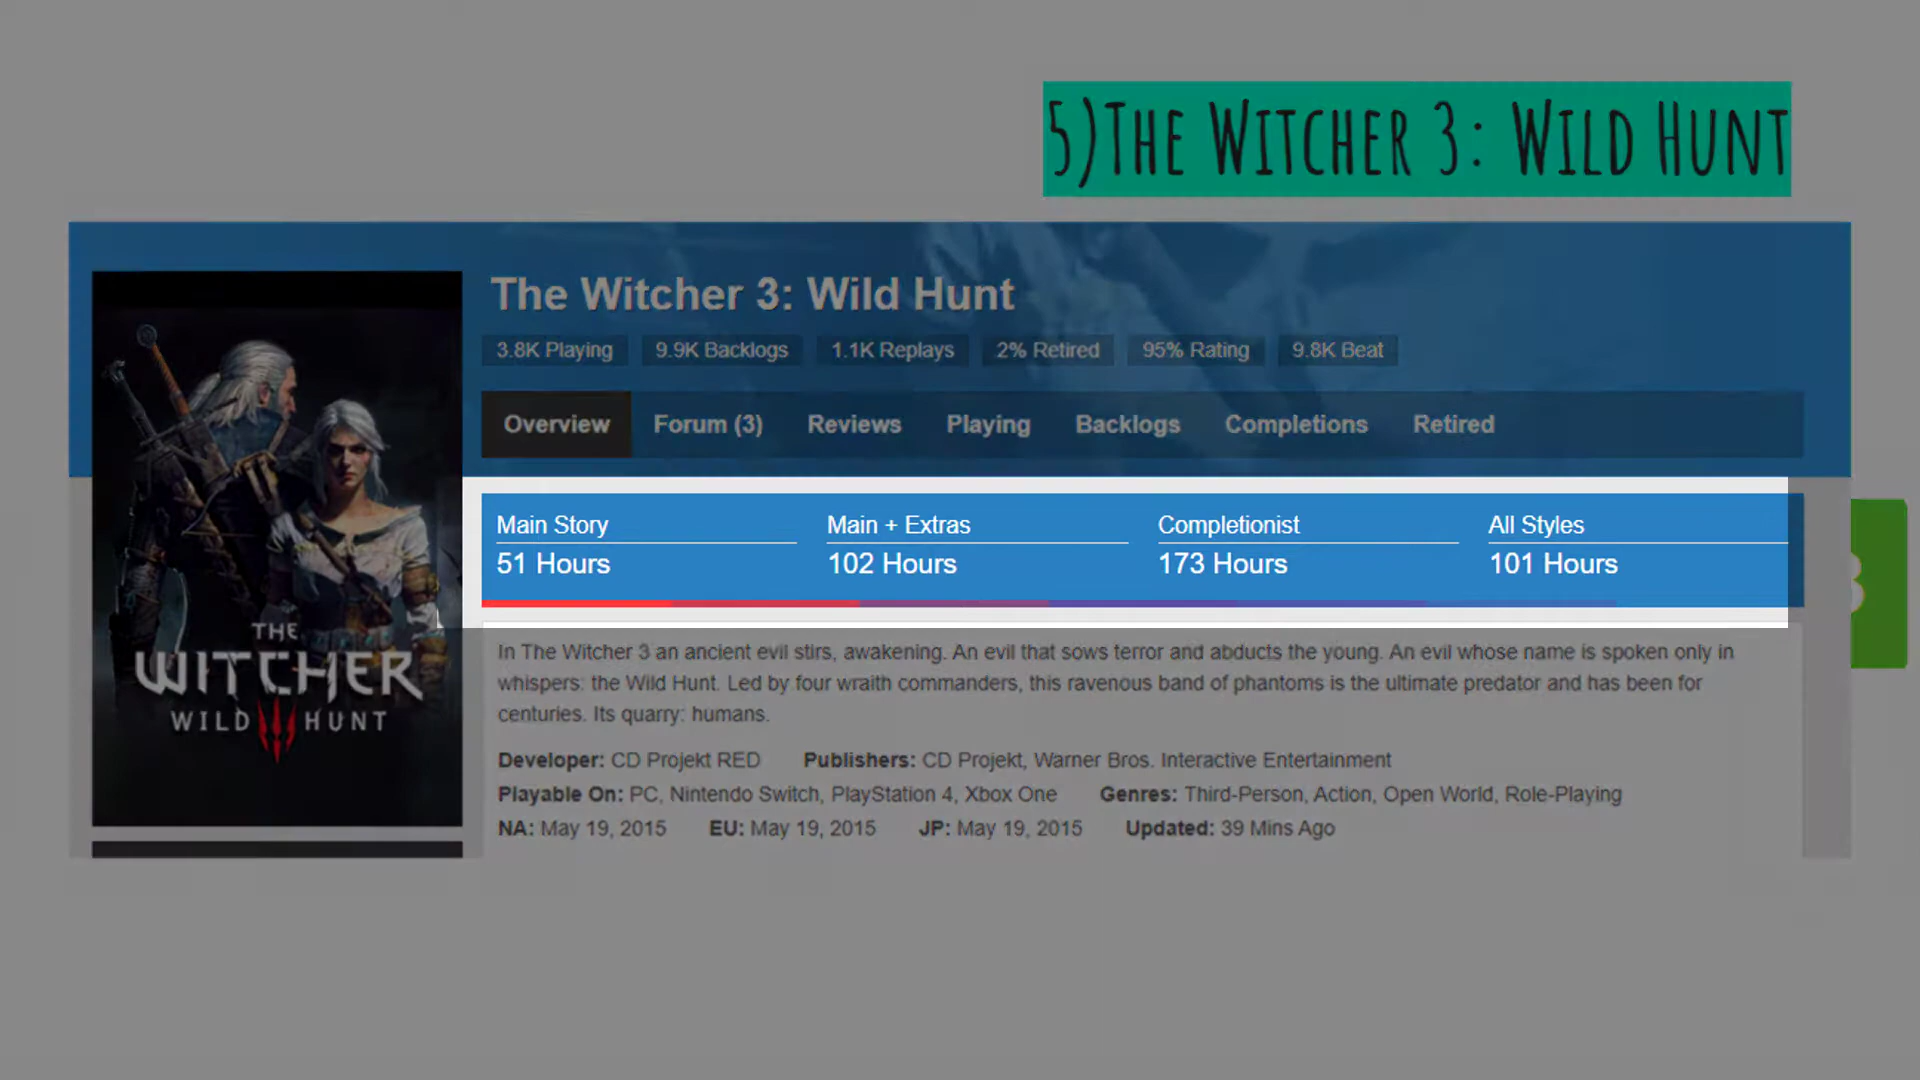 5)The Witcher 3: Wild Hunt
The Witcher 3: Wild Hunt
3.8K Playing 9.9K Backlogs 1.1K Replays 2% Retired 95% Rating 9.8K Beat
Overview Forum (3) Reviews Playing Backlogs Completions Retired
Main Story Main + Extras Completionist All Styles
51 Hours 102 Hours 173 Hours 101 Hours
THE
WITCHER
WILD HUNT
In The Witcher 3 an ancient evil stirs, awakening. An evil that sows terror and abducts the young. An evil whose name is spoken only in
whispers: the Wild Hunt. Led by four wraith commanders, this ravenous band of phantoms is the ultimate predator and has been for
centuries. Its quarry: humans.
Developer: CD Projekt RED Publishers: CD Projekt, Warner Bros. Interactive Entertainment
Playable On: PC, Nintendo Switch, PlayStation 4, Xbox One Genres: Third-Person, Action, Open World, Role-Playing
NA: May 19, 2015 EU: May 19, 2015 JP: May 19, 2015 Updated: 39 Mins Ago